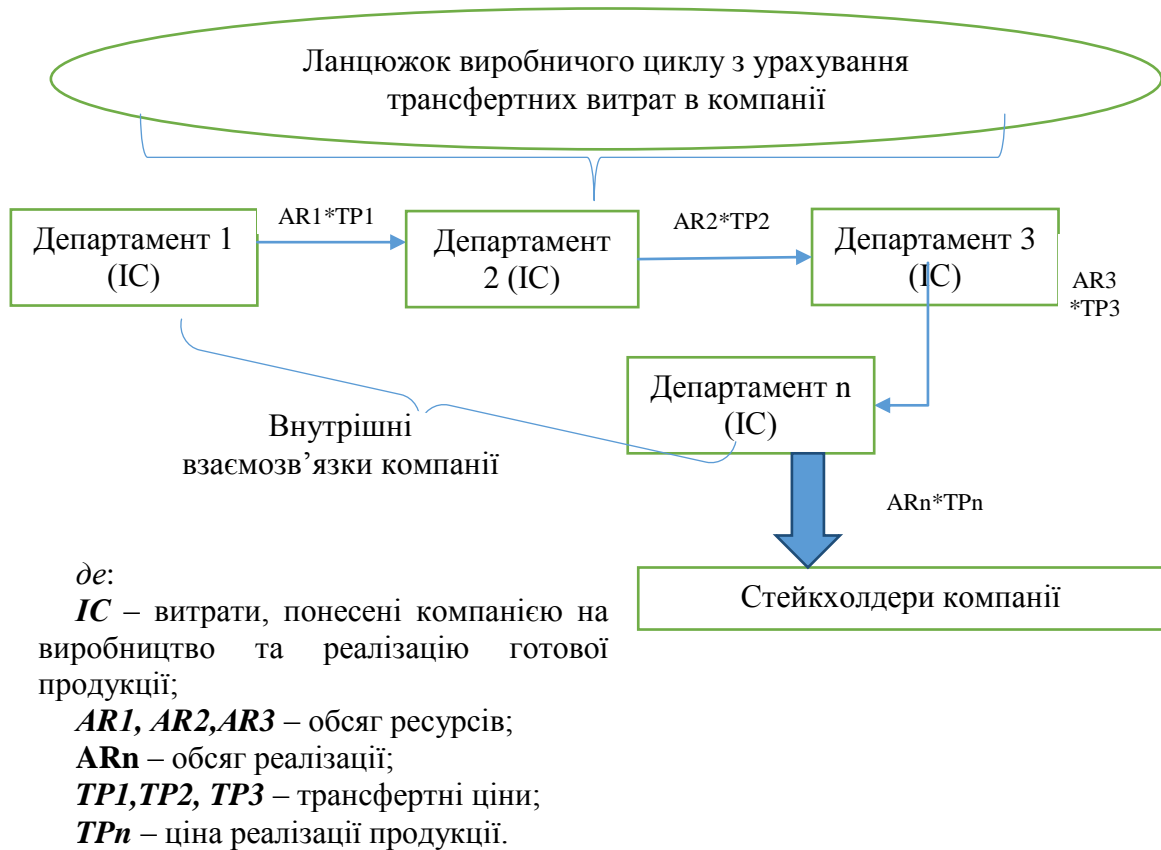 Ланцюжок виробничого циклу з урахування
трансфертних витрат в компанії
AR1*TP1
AR2*TP2
Департамент 1
(IC)
Департамент
2 (IC)
Департамент 3
(IC)
AR3
*TP3
Департамент n
(IC)
Внутрішні
взаємозв’язки компанії
ARn*TPn
Стейкхолдери компанії
де:
IC – витрати, понесені компанією на
виробництво та реалізацію готової
продукції;
AR1, AR2,AR3 – обсяг ресурсів;
ARn – обсяг реалізації;
TP1,TP2, TP3 – трансфертні ціни;
TPn – ціна реалізації продукції.